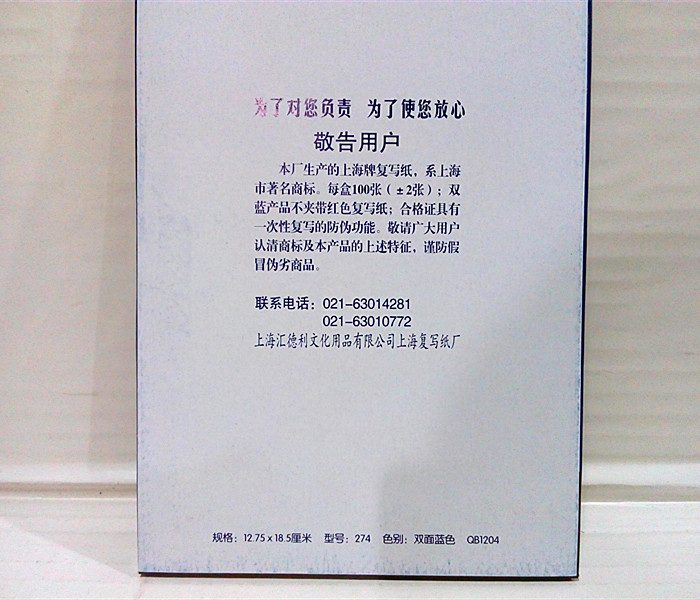 为了对您负责 为了使您放心
敬告用户
本厂生产的上海牌复写纸，系上海
市著名商标。每盒100张（±2张）；双
蓝产品不夹带红色复写纸；合格证具有
一次性复写的防伪功能。敬请广大用户
认清商标及本产品的上述特征，谨防假
冒伪劣商品。
联系电话：021-63014281
021-63010772
上海汇德利文化用品有限公司上海复写纸厂
规格：12.75x18.5厘米 型号：274 色别：双面蓝色 QB1204